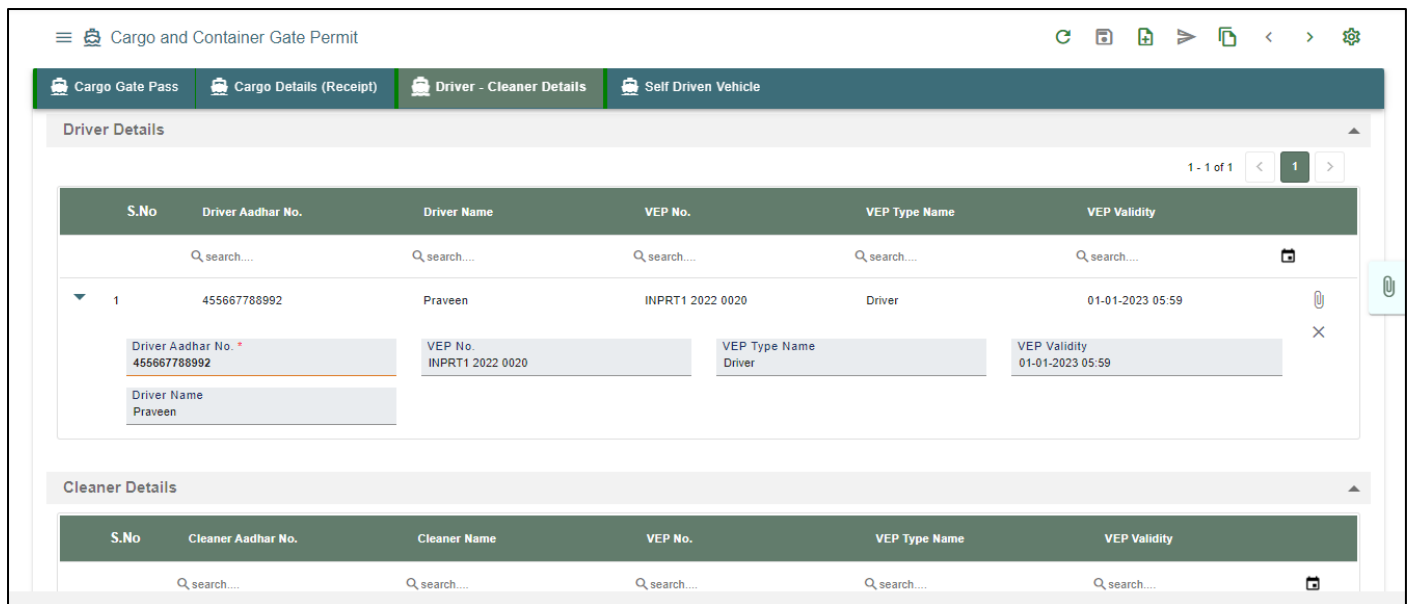 Cargo and Container Gate Permit
Cargo Gate Pass Cargo Details (Receipt) Driver - Cleaner Details Self Driven Vehicle
Driver Details
1 - 1 of 1 < 1 >
S.No Driver Aadhar No. Driver Name VEP No. VEP Type Name VEP Validity
search.... search.... search.... search.... search....
1 455667788992 Praveen INPRT1 2022 0020 Driver 01-01-2023 05:59
Driver Aadhar No. * VEP No. VEP Type Name VEP Validity
455667788992 INPRT1 2022 0020 Driver 01-01-2023 05:59
Driver Name
Praveen
Cleaner Details
S.No Cleaner Aadhar No. Cleaner Name VEP No. VEP Type Name VEP Validity
search.... search.... search.... search.... search....